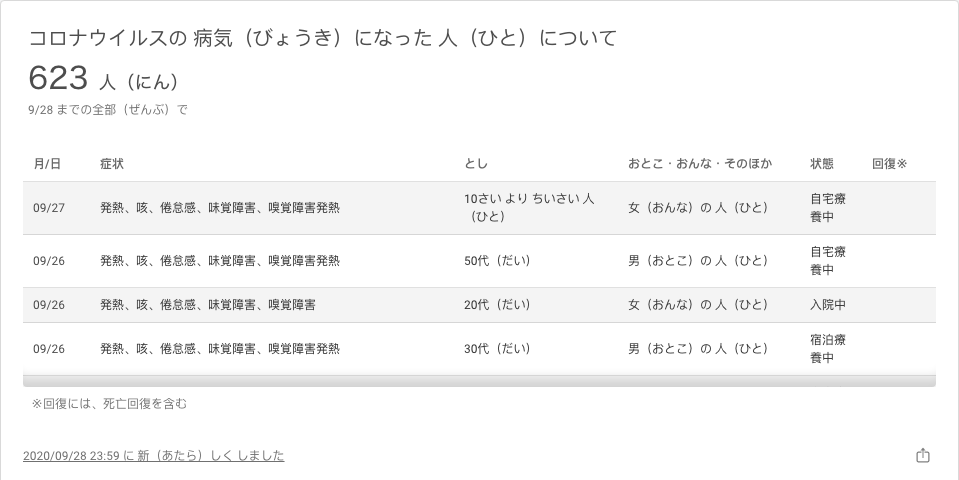 コロナウイルスの 病気（びょうき）になった 人（ひと）について
623 人（にん）
9/28 までの全部（ぜんぶ）で
月/日 症状 とし おとこ・おんな・そのほか 状態 回復※
09/27 発熱、咳、倦怠感、味覚障害、嗅覚障害発熱 10さい より ちいさい 人（ひと） 女（おんな）の 人（ひと） 自宅療養中
09/26 発熱、咳、倦怠感、味覚障害、嗅覚障害発熱 50代（だい） 男（おとこ）の 人（ひと） 自宅療養中
09/26 発熱、咳、倦怠感、味覚障害、嗅覚障害 20代（だい） 女（おんな）の 人（ひと） 入院中
09/26 発熱、咳、倦怠感、味覚障害、嗅覚障害発熱 30代（だい） 男（おとこ）の 人（ひと） 宿泊療養中
※回復には、死亡回復を含む
2020/09/28 23:59 に 新（あたら）しく しました